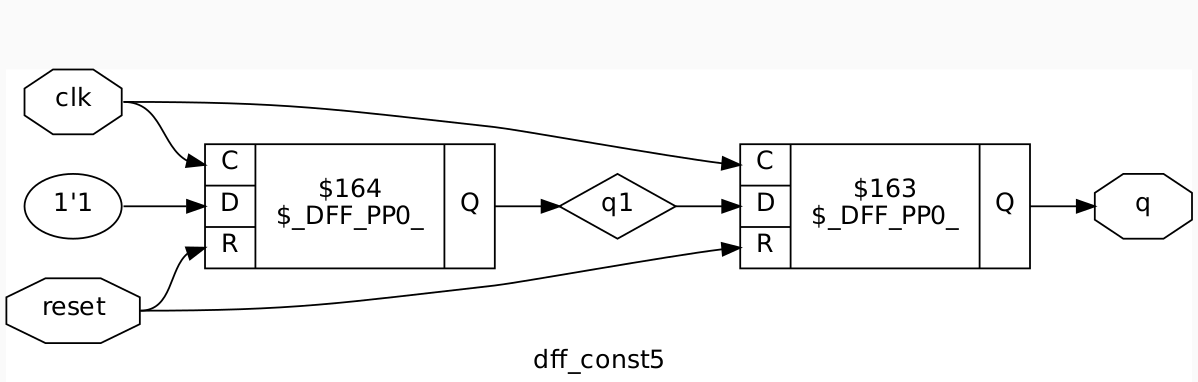 clk
C
D
R
$164
$_DFF_PP0_
Q
1'1
reset
q1
C
D
R
$163
$_DFF_PP0_
Q
q
dff_const5